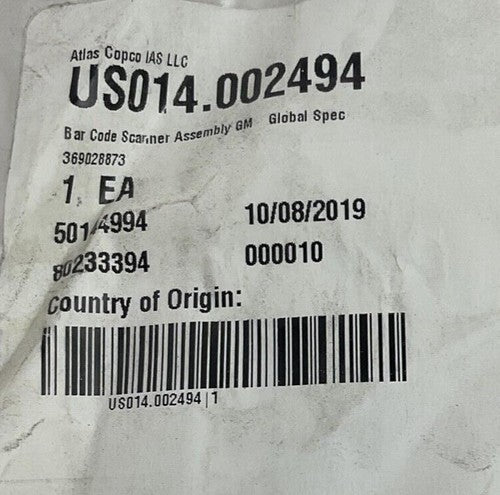 Atlas Copco IAS LLC
US014.002494
Bar Code Scanner Assembly GM Global Spec
369028873
1 EA
50144994 10/08/2019
80233394 000010
Country of Origin:
US014.002494|1